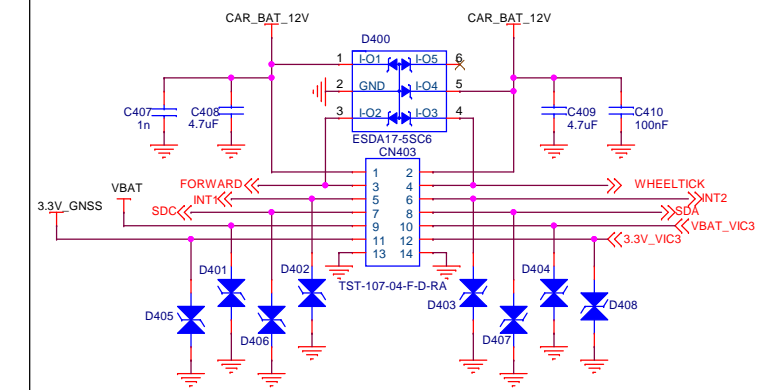 CAR_BAT_12V CAR_BAT_12V
D400
1 I-O1 I-O5 6
2 GND I-O4 5
3 I-O2 I-O3 4
C407 1n
C408 4.7uF
C409 4.7uF
C410 100nF
ESDA17-5SC6
CN403
1 2
FORWARD 3 4 WHEELTICK
INT1 5 6 INT2
SDC 7 8 SDA
VBAT 9 10 VBAT_VIC3
3.3V_GNSS 11 12 3.3V_VIC3
13 14
TST-107-04-F-D-RA
D401 D402 D404
D405 D403 D408
D406 D407